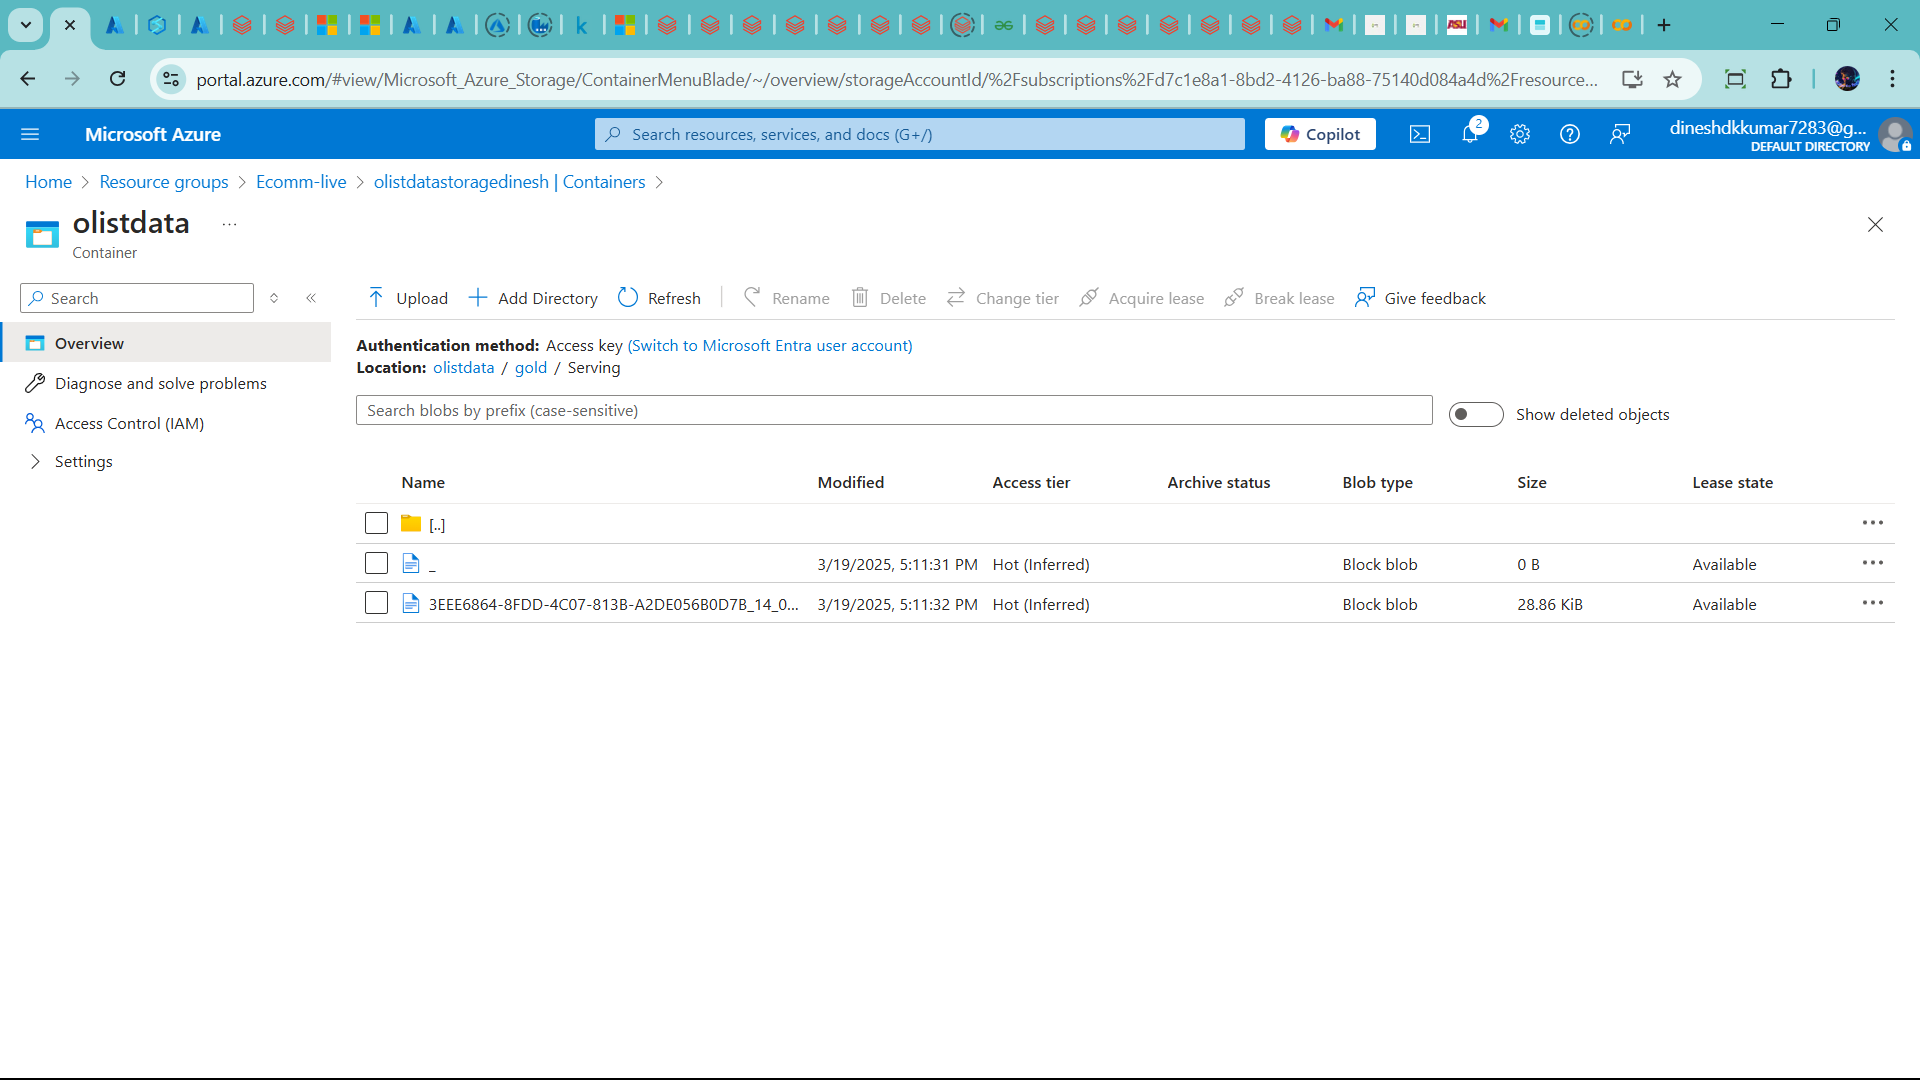 portal.azure.com/#view/Microsoft_Azure_Storage/ContainerMenuBlade/~/overview/storageAccountId/%2Fsubscriptions%2Fd7c1e8a1-8bd2-4126-ba88-75140d084a4d%2Fresource...
Microsoft Azure
Search resources, services, and docs (G+/)
Copilot
2
dineshdkkumar7283@g...
DEFAULT DIRECTORY
Home > Resource groups > Ecomm-live > olistdatastoragedinesh | Containers >
olistdata ...
Container
Search
Upload Add Directory Refresh Rename Delete Change tier Acquire lease Break lease Give feedback
Overview
Diagnose and solve problems
Access Control (IAM)
Settings
Authentication method: Access key (Switch to Microsoft Entra user account)
Location: olistdata / gold / Serving
Search blobs by prefix (case-sensitive)
Show deleted objects
Name Modified Access tier Archive status Blob type Size Lease state
[..]
_ 3/19/2025, 5:11:31 PM Hot (Inferred) Block blob 0 B Available
3EEE6864-8FDD-4C07-813B-A2DE056B0D7B_14_0... 3/19/2025, 5:11:32 PM Hot (Inferred) Block blob 28.86 KiB Available